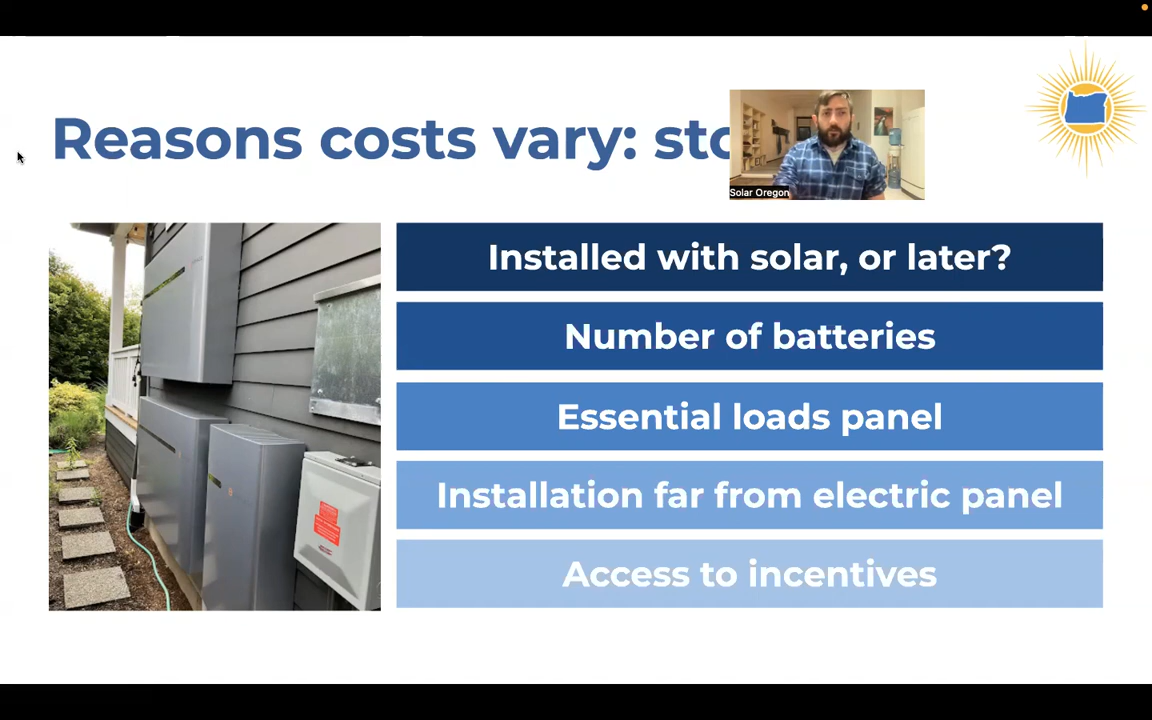 Reasons costs vary:
Solar Oregon
Installed with solar, or later?
Number of batteries
Essential loads panel
Installation far from electric panel
Access to incentives